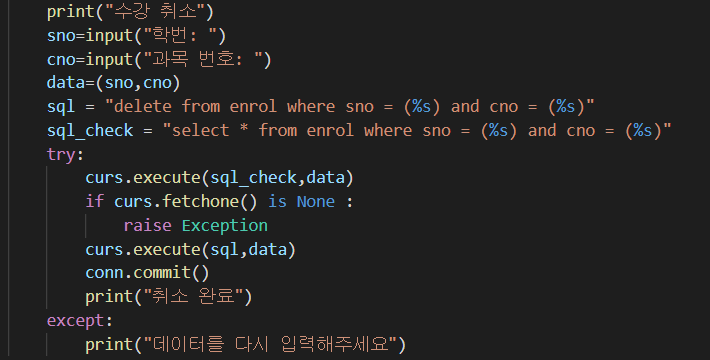 print("수강 취소")
sno=input("학번: ")
cno=input("과목 번호: ")
data=(sno,cno)
sql = "delete from enrol where sno = (%s) and cno = (%s)"
sql_check = "select * from enrol where sno = (%s) and cno = (%s)"
try:
    curs.execute(sql_check,data)
    if curs.fetchone() is None :
        raise Exception
    curs.execute(sql,data)
    conn.commit()
    print("취소 완료")
except:
    print("데이터를 다시 입력해주세요")